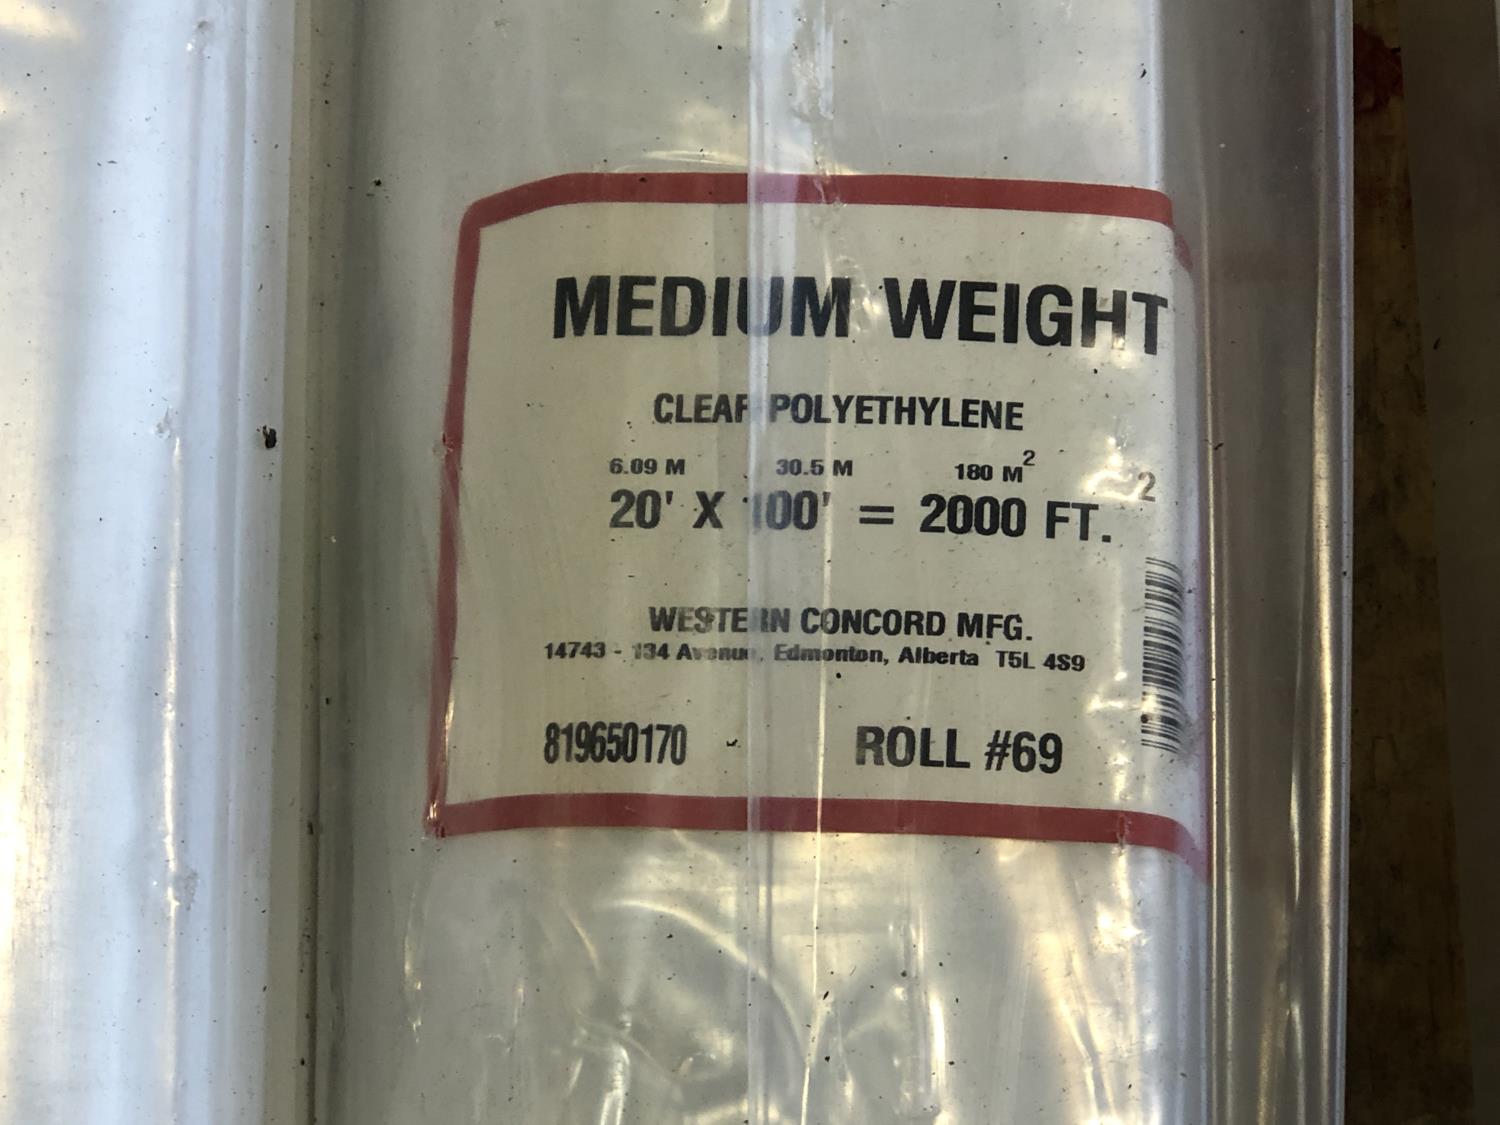 MEDIUM WEIGHT
CLEAR POLYETHYLENE
6.09 M 30.5 M 180 M²
20' X 100' = 2000 FT.²
WESTERN CONCORD MFG.
14743 - 134 Avenue, Edmonton, Alberta T5L 4S9
819650170 ROLL #69